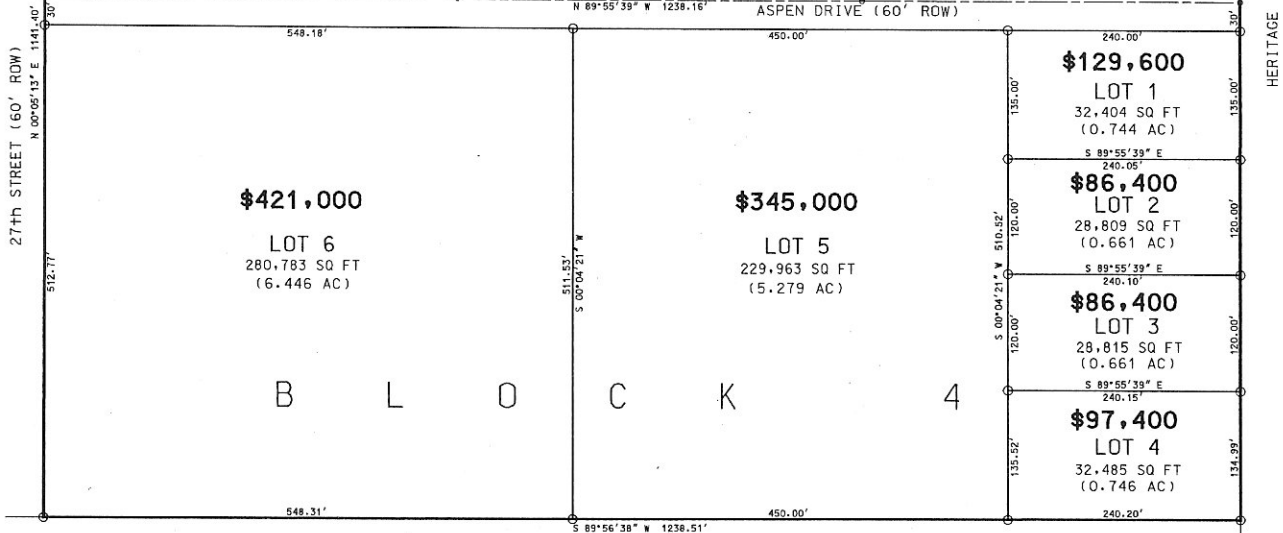 N 89°55'39" W 1238.16'
ASPEN DRIVE (60' ROW)
27th STREET (60' ROW)
N 00°05'13" E 1141.40'
30'
30'
HERITAGE
548.18'
450.00'
240.00'
$129,600
LOT 1
32,404 SQ FT
(0.744 AC)
135.00'
135.00'
S 89°55'39" E
240.05'
$86,400
LOT 2
28,809 SQ FT
(0.661 AC)
120.00'
120.00'
S 89°55'39" E
240.10'
$86,400
LOT 3
28,815 SQ FT
(0.661 AC)
120.00'
120.00'
S 89°55'39" E
240.15'
$97,400
LOT 4
32,485 SQ FT
(0.746 AC)
135.52'
134.99'
240.20'
$421,000
LOT 6
280,783 SQ FT
(6.446 AC)
512.77'
511.53'
S 00°04'21" W
$345,000
LOT 5
229,963 SQ FT
(5.279 AC)
S 00°04'21" W 510.52'
BLOCK 4
548.31'
450.00'
S 89°56'38" W 1238.51'